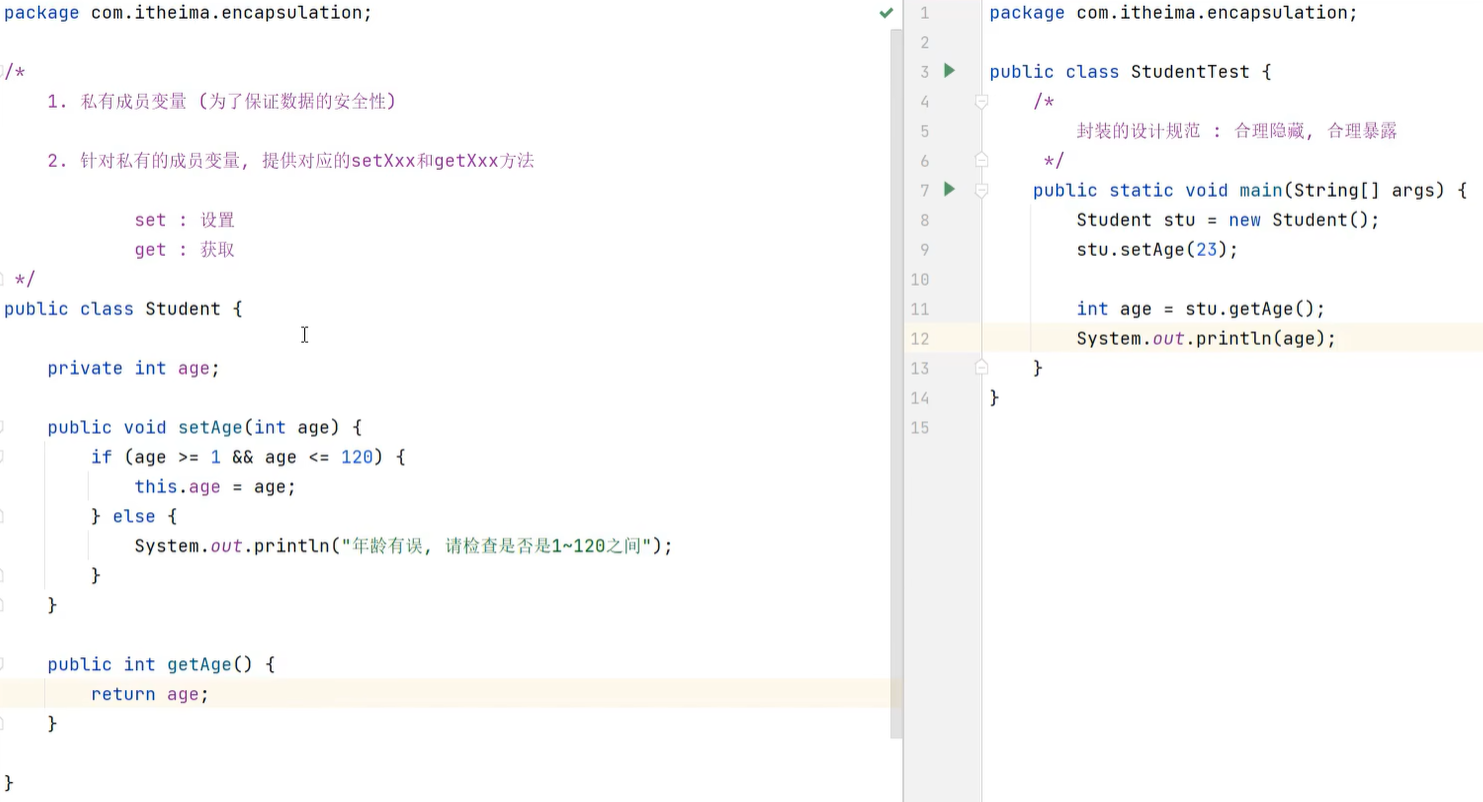 package com.itheima.encapsulation;
/*
1. 私有成员变量 (为了保证数据的安全性)
2. 针对私有的成员变量, 提供对应的setXxx和getXxx方法
set : 设置
get : 获取
*/
public class Student {
private int age;
public void setAge(int age) {
if (age >= 1 && age <= 120) {
this.age = age;
} else {
System.out.println("年龄有误, 请检查是否是1~120之间");
}
}
public int getAge() {
return age;
}
}
1 package com.itheima.encapsulation;
2
3 public class StudentTest {
4 /*
5 封装的设计规范 : 合理隐藏, 合理暴露
6 */
7 public static void main(String[] args) {
8 Student stu = new Student();
9 stu.setAge(23);
10
11 int age = stu.getAge();
12 System.out.println(age);
13 }
14 }
15